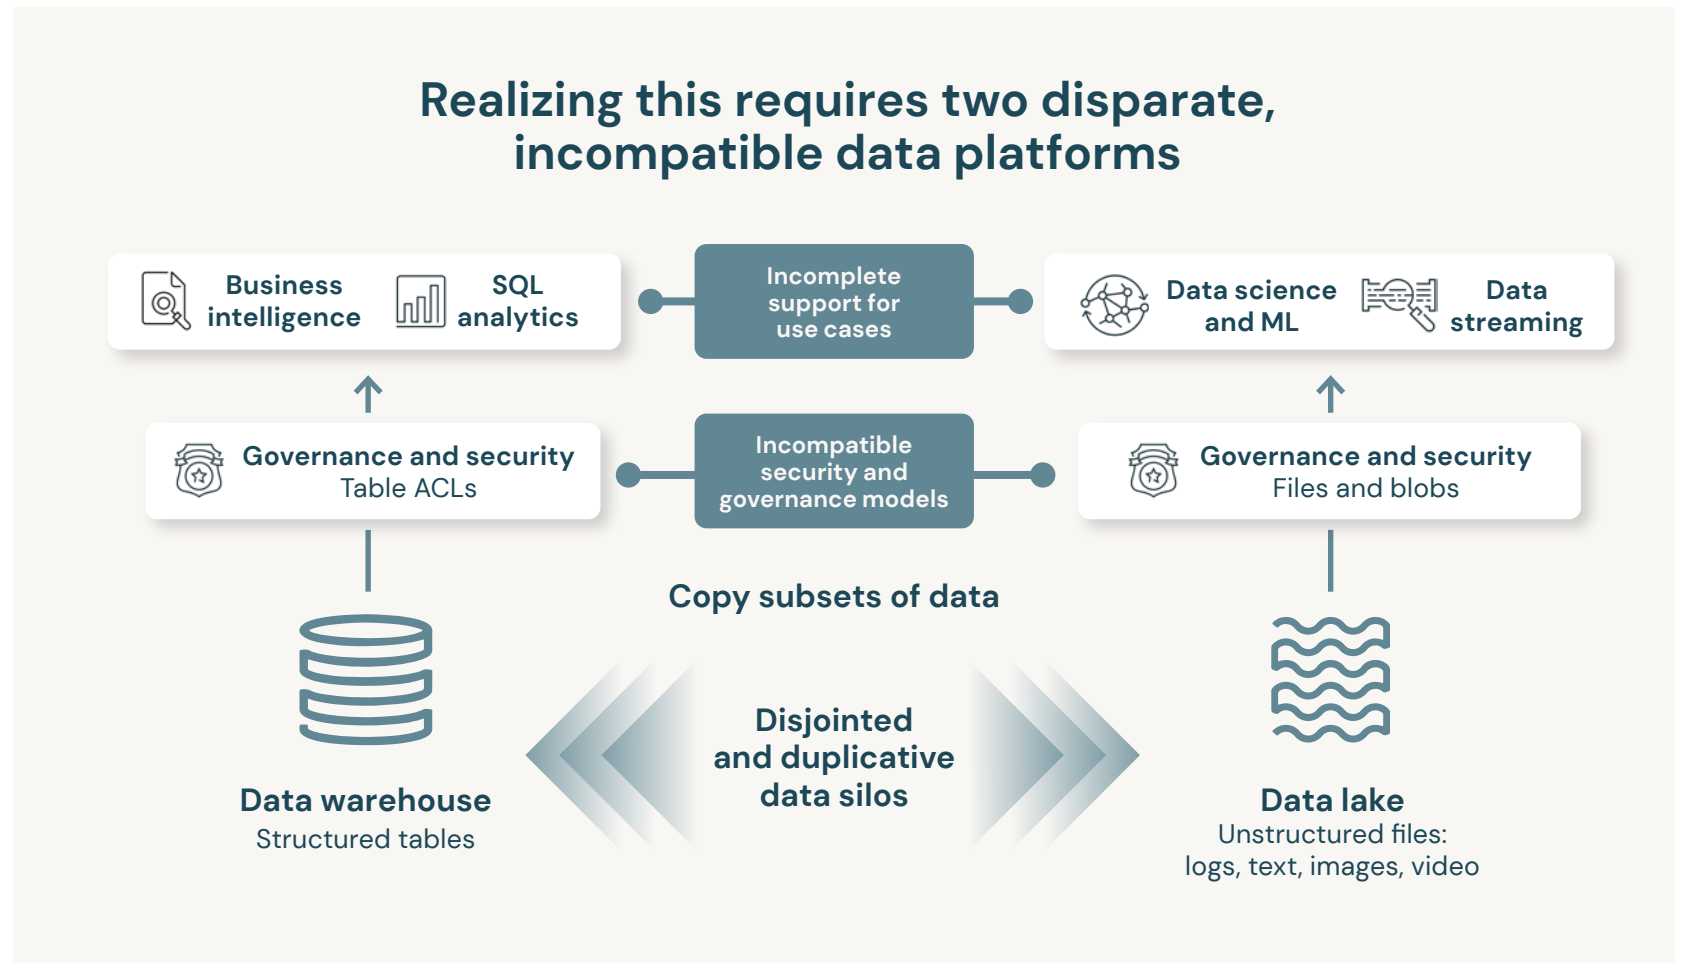 Realizing this requires two disparate,
incompatible data platforms
Business
intelligence
SQL
analytics
Incomplete
support for
use cases
Data science
and ML
Data
streaming
Governance and security
Table ACLs
Incompatible
security and
governance models
Governance and security
Files and blobs
Copy subsets of data
Disjointed
and duplicative
data silos
Data warehouse
Structured tables
Data lake
Unstructured files:
logs, text, images, video